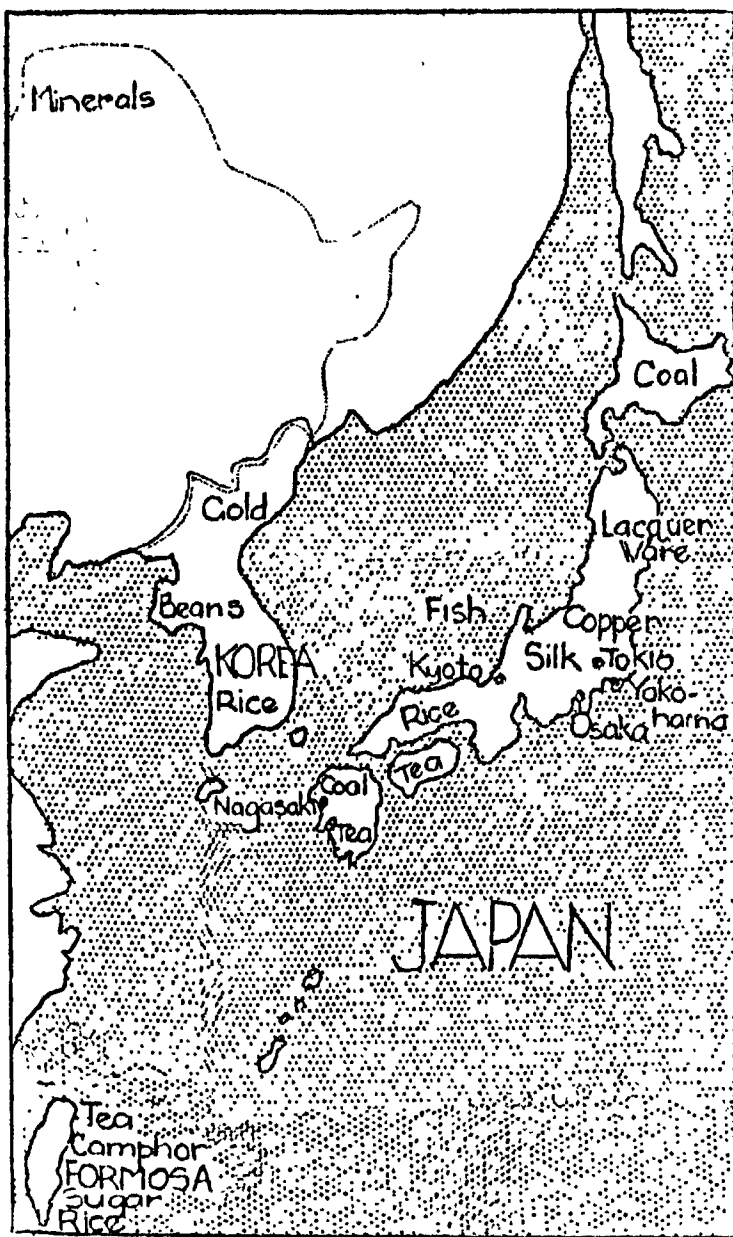 Minerals
Coal
Gold
Lacquer
Ware
Beans
Fish
Copper
KOREA
Silk
Tokio
Kyoto
Rice
Yoko-
hama
Rice
Osaka
Tea
Coal
Nagasaki
Tea
JAPAN
Tea
Camphor
FORMOSA
Sugar
Rice